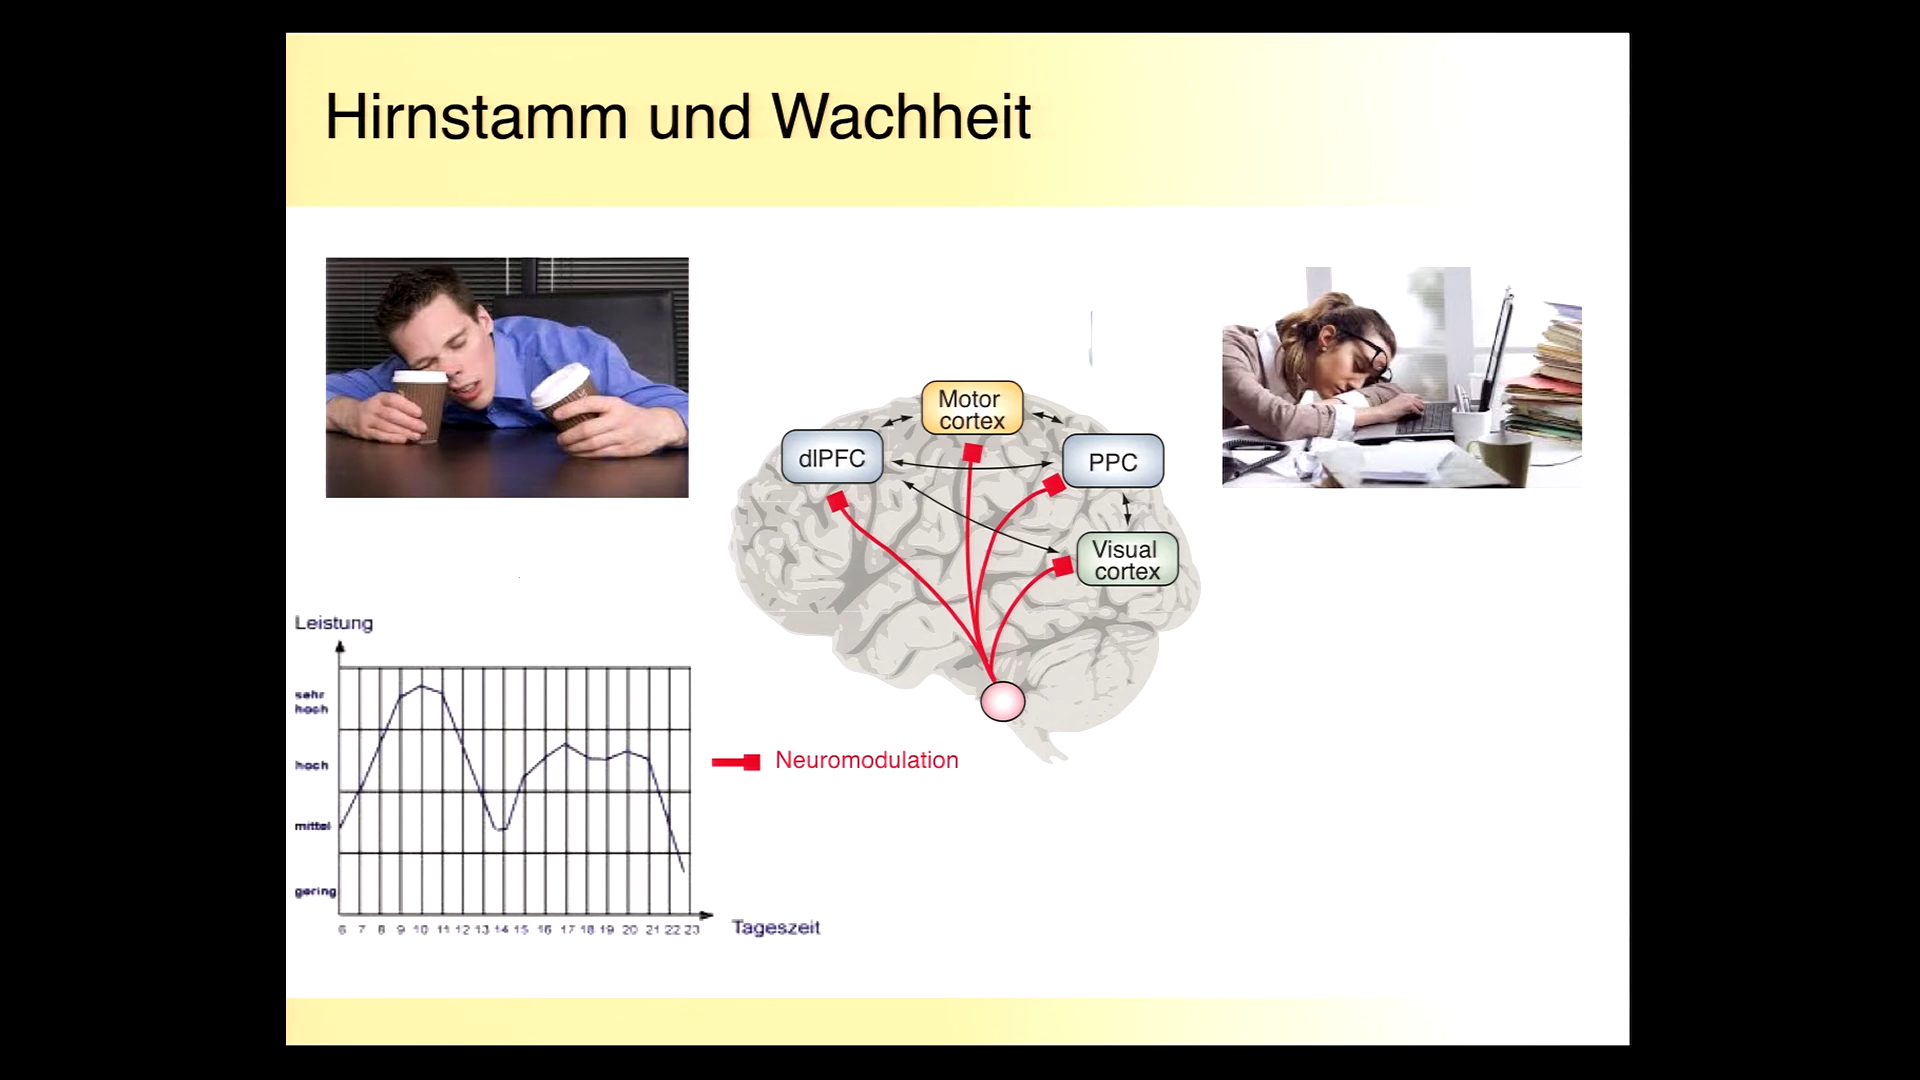 Hirnstamm und Wachheit
Motor
cortex
dlPFC
PPC
Visual
cortex
Leistung
sehr
hoch
hoch
mittel
gering
6 7 8 9 10 11 12 13 14 15 16 17 18 19 20 21 22 23
Tageszeit
Neuromodulation